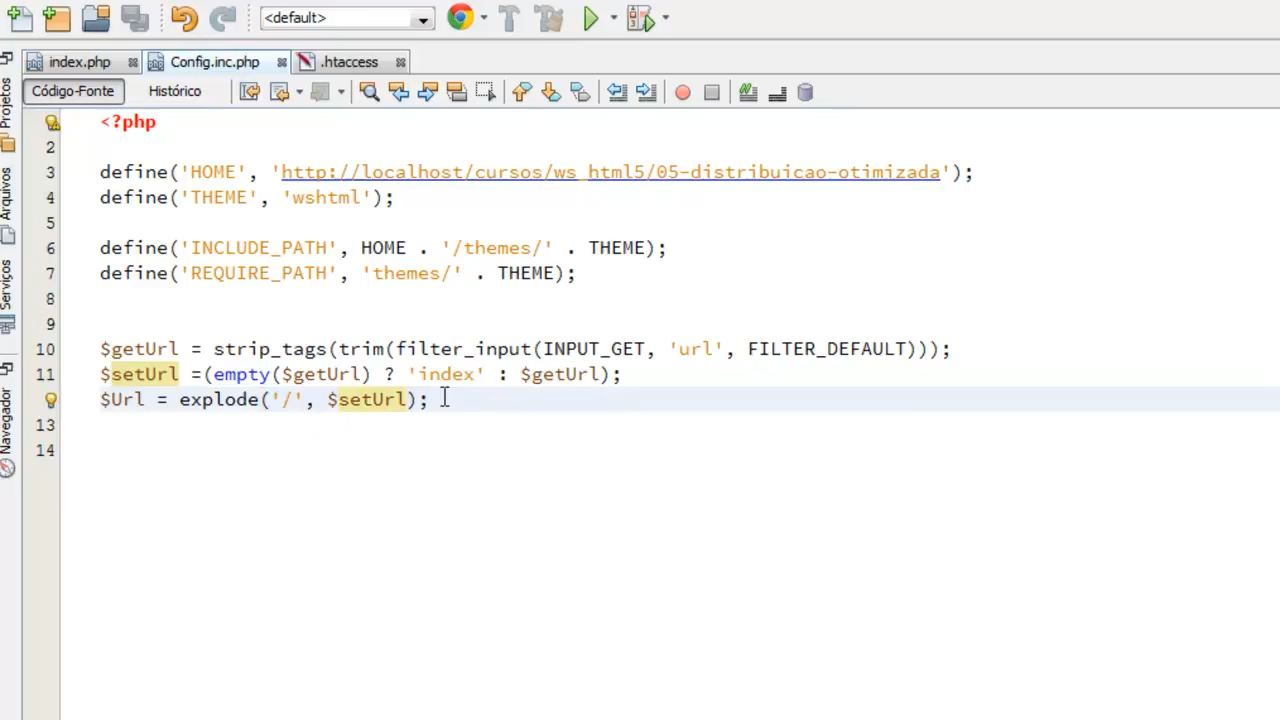 <default>
index.php Config.inc.php .htaccess
Código-Fonte Histórico
Projetos
Arquivos
Serviços
Navegador
<?php
2
3 define('HOME', 'http://localhost/cursos/ws_html5/05-distribuicao-otimizada');
4 define('THEME', 'wshtml');
5
6 define('INCLUDE_PATH', HOME . '/themes/' . THEME);
7 define('REQUIRE_PATH', 'themes/' . THEME);
8
9
10 $getUrl = strip_tags(trim(filter_input(INPUT_GET, 'url', FILTER_DEFAULT)));
11 $setUrl =(empty($getUrl) ? 'index' : $getUrl);
$Url = explode('/', $setUrl);
13
14